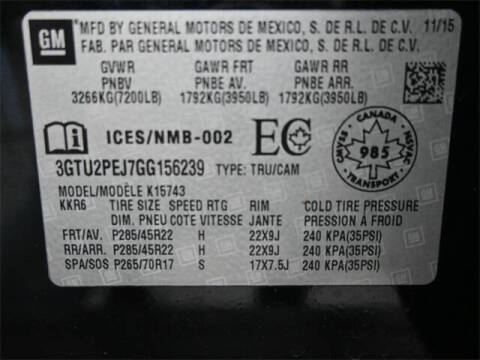 GM MFD BY GENERAL MOTORS DE MEXICO, S. DE R.L. DE C.V. 11/15
FAB. PAR GENERAL MOTORS DE MEXICO, S. DE R.L. DE C.V.
GVWR GAWR FRT GAWR RR
PNBV PNBE AV. PNBE ARR.
3266KG(7200LB) 1792KG(3950LB) 1792KG(3950LB)
ICES/NMB-002 EC CANADA CMVSS NSVAC 985 TRANSPORT
3GTU2PEJ7GG156239 TYPE: TRU/CAM
MODEL/MODÈLE K15743
KKR6 TIRE SIZE SPEED RTG RIM COLD TIRE PRESSURE
DIM. PNEU COTE VITESSE JANTE PRESSION À FROID
FRT/AV. P285/45R22 H 22X9J 240 KPA(35PSI)
RR/ARR. P285/45R22 H 22X9J 240 KPA(35PSI)
SPA/SOS P265/70R17 S 17X7.5J 240 KPA(35PSI)